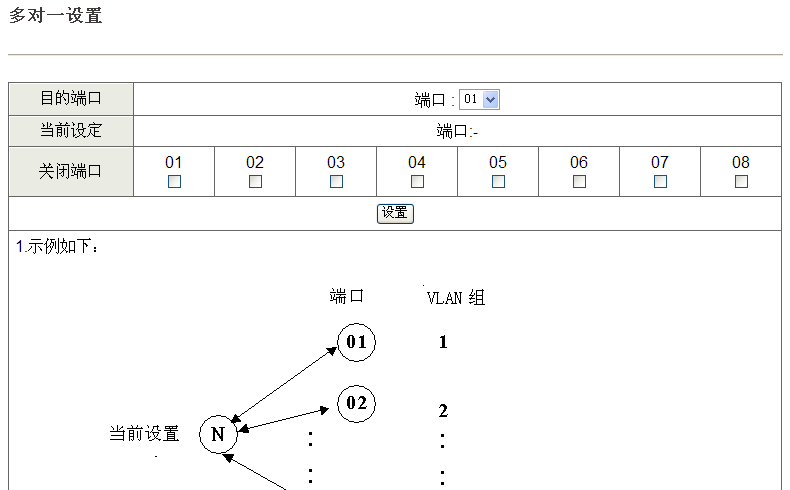 多对一设置
目的端口 端口 : 01
当前设定 端口:-
关闭端口 01 02 03 04 05 06 07 08
设置
1.示例如下：
端口 VLAN 组
01 1
02 2
当前设置 N